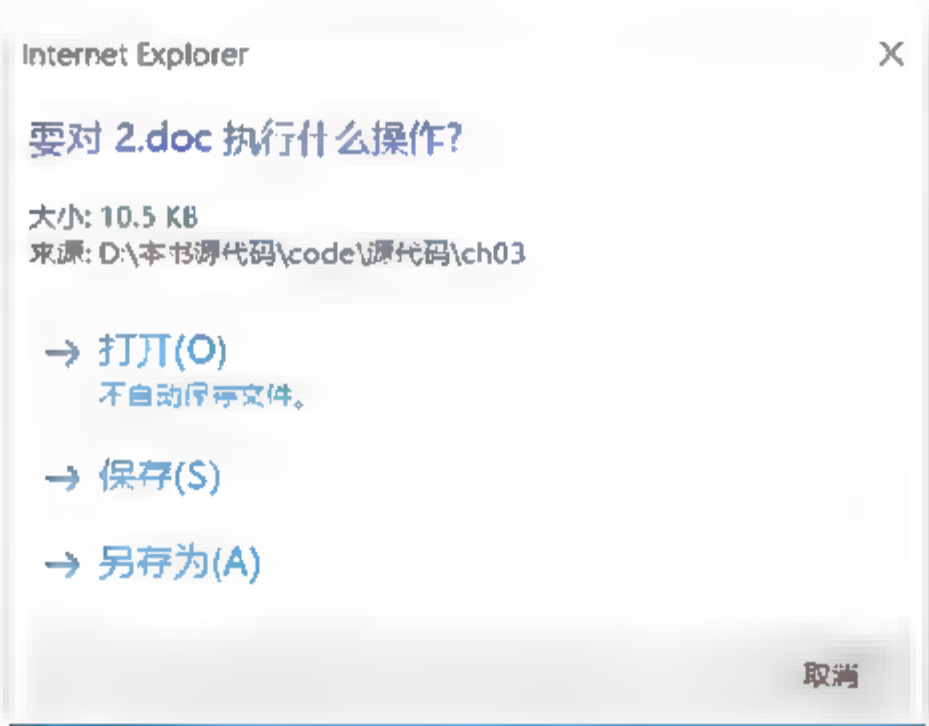 Internet Explorer
要对 2.doc 执行什么操作?
大小: 10.5 KB
来源: D:\本书源代码\code\源代码\ch03
→ 打开(O)
不自动保存文件。
→ 保存(S)
→ 另存为(A)
取消